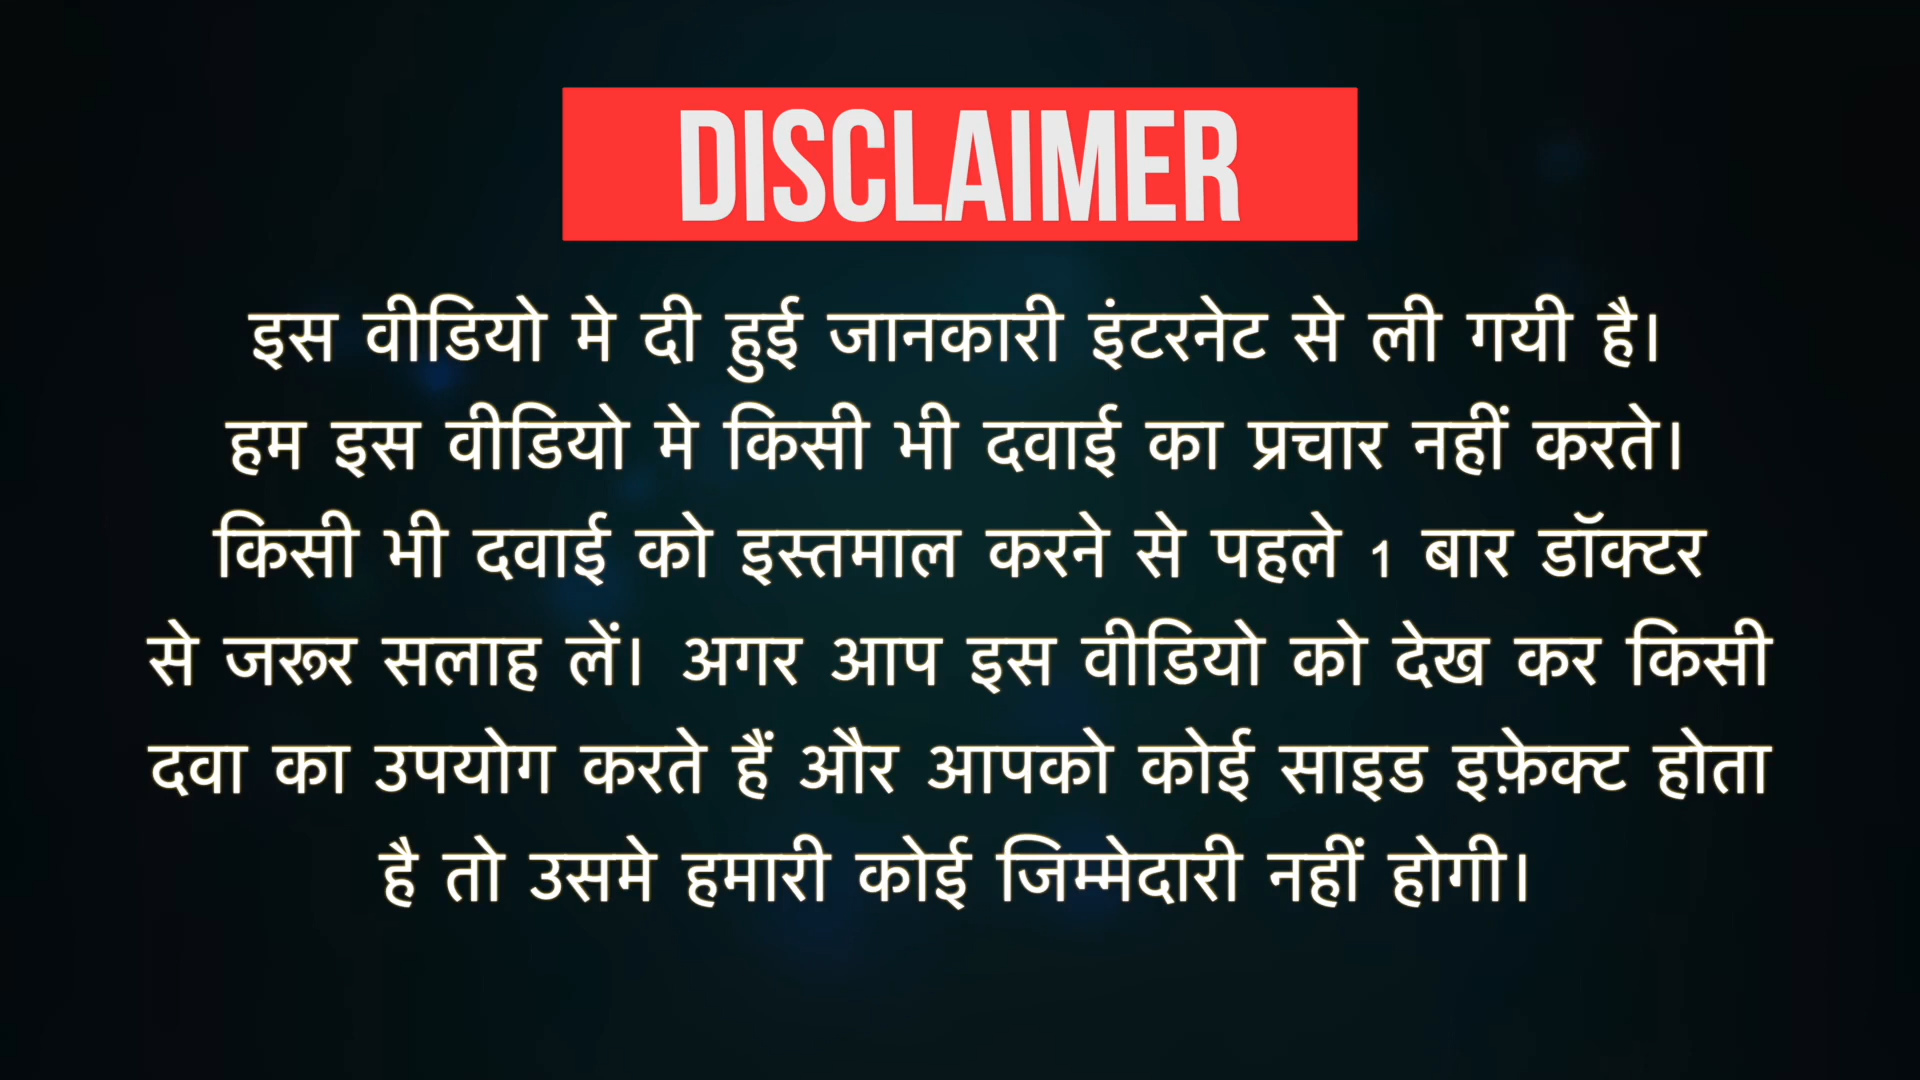 DISCLAIMER
इस वीडियो मे दी हुई जानकारी इंटरनेट से ली गयी है।
हम इस वीडियो मे किसी भी दवाई का प्रचार नहीं करते।
किसी भी दवाई को इस्तमाल करने से पहले 1 बार डॉक्टर
से जरूर सलाह लें। अगर आप इस वीडियो को देख कर किसी
दवा का उपयोग करते हैं और आपको कोई साइड इफ़ेक्ट होता
है तो उसमे हमारी कोई जिम्मेदारी नहीं होगी।